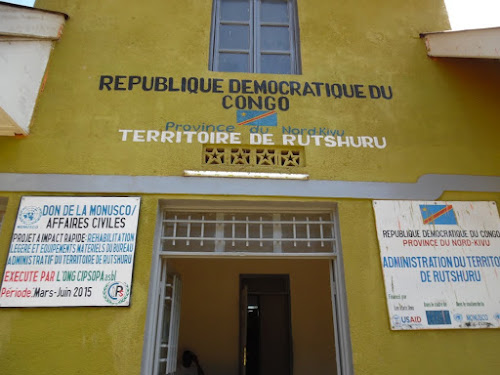 REPUBLIQUE DEMOCRATIQUE DU
CONGO
Province du Nord-Kivu
TERRITOIRE DE RUTSHURU
DON DE LA MONUSCO/
AFFAIRES CIVILES
PROJET A IMPACT RAPIDE: REHABILITATION
LEGERE ET EQUIPEMENTS MATERIELS DU BUREAU
ADMINISTRATIF DU TERRITOIRE DE RUTSHURU
EXECUTE PAR L'ONG CIPSOPA asbl
Période: Mars-Juin 2015
REPUBLIQUE DEMOCRATIQUE DU CONGO
PROVINCE DU NORD-KIVU
ADMINISTRATION DU TERRITOIRE
DE RUTSHURU
USAID
MONUSCO